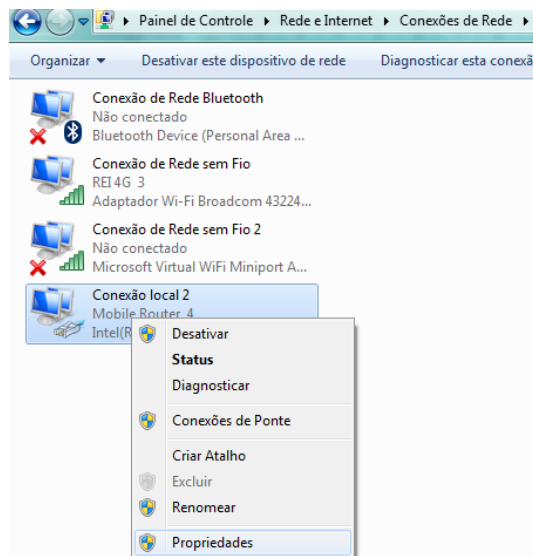 Painel de Controle ▸ Rede e Internet ▸ Conexões de Rede ▸
Organizar Desativar este dispositivo de rede Diagnosticar esta conexã
Conexão de Rede Bluetooth
Não conectado
Bluetooth Device (Personal Area ...
Conexão de Rede sem Fio
REI 4G 3
Adaptador Wi-Fi Broadcom 43224...
Conexão de Rede sem Fio 2
Não conectado
Microsoft Virtual WiFi Miniport A...
Conexão local 2
Mobile Router 4
Intel(R
Desativar
Status
Diagnosticar
Conexões de Ponte
Criar Atalho
Excluir
Renomear
Propriedades